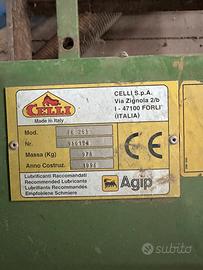 CELLI
Made in Italy
CELLI S.p.A.
Via Zignola 2/b
I - 47100 FORLI'
(ITALIA)
Mod.
Nr.
Massa (Kg)
Anno Costruz.
CE
Lubrificanti Raccomandati
Recommended Lubricants
Lubrifiants Recommandés
Empfohlene Schmiere
Agip
subito